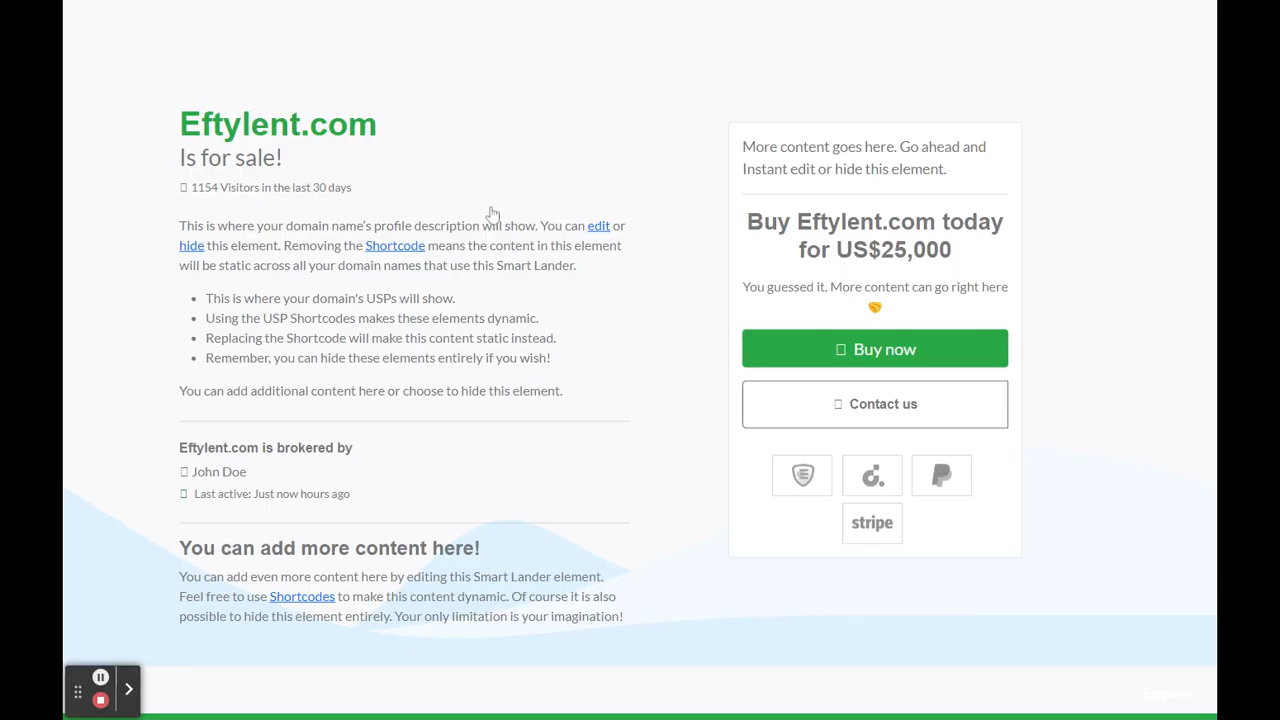 Eftylent.com
Is for sale!
1154 Visitors in the last 30 days
This is where your domain name's profile description will show. You can edit or
hide this element. Removing the Shortcode means the content in this element
will be static across all your domain names that use this Smart Lander.
This is where your domain's USPs will show.
Using the USP Shortcodes makes these elements dynamic.
Replacing the Shortcode will make this content static instead.
Remember, you can hide these elements entirely if you wish!
You can add additional content here or choose to hide this element.
Eftylent.com is brokered by
John Doe
Last active: Just now hours ago
You can add more content here!
You can add even more content here by editing this Smart Lander element.
Feel free to use Shortcodes to make this content dynamic. Of course it is also
possible to hide this element entirely. Your only limitation is your imagination!
More content goes here. Go ahead and
Instant edit or hide this element.
Buy Eftylent.com today
for US$25,000
You guessed it. More content can go right here
Buy now
Contact us
stripe
English